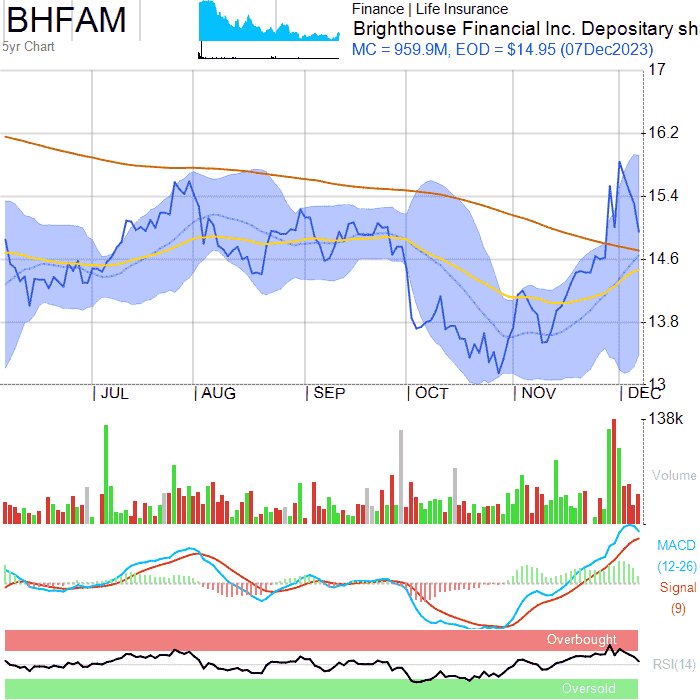 BHFAM
5yr Chart
Finance | Life Insurance
Brighthouse Financial Inc. Depositary sh
MC = 959.9M, EOD = $14.95 (07Dec2023)
17
16.2
15.4
14.6
13.8
13
JUL AUG SEP OCT NOV DEC
138k
Volume
MACD
(12-26)
Signal
(9)
Overbought
RSI(14)
Oversold